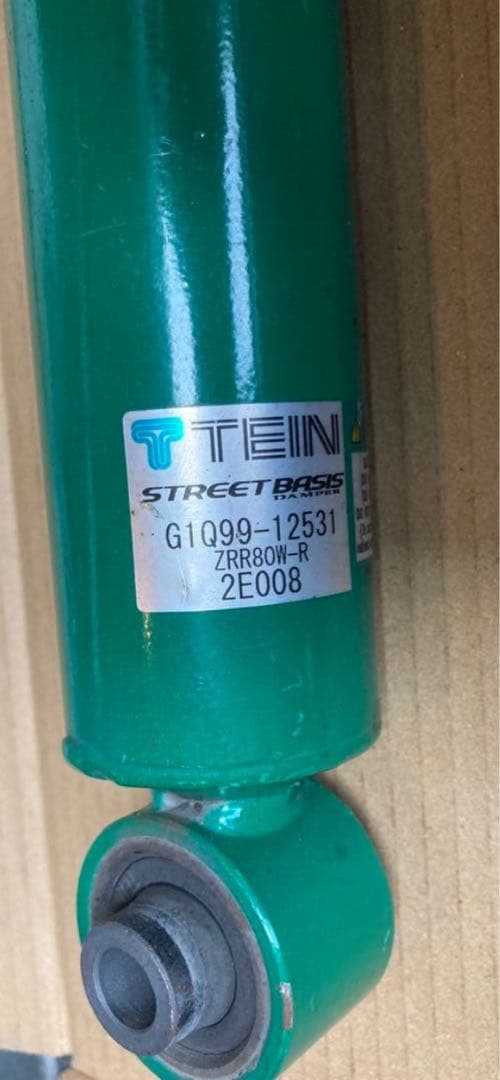 TEIN
STREET BASIS
DAMPER
G1Q99-12531
ZRR80W-R
2E008